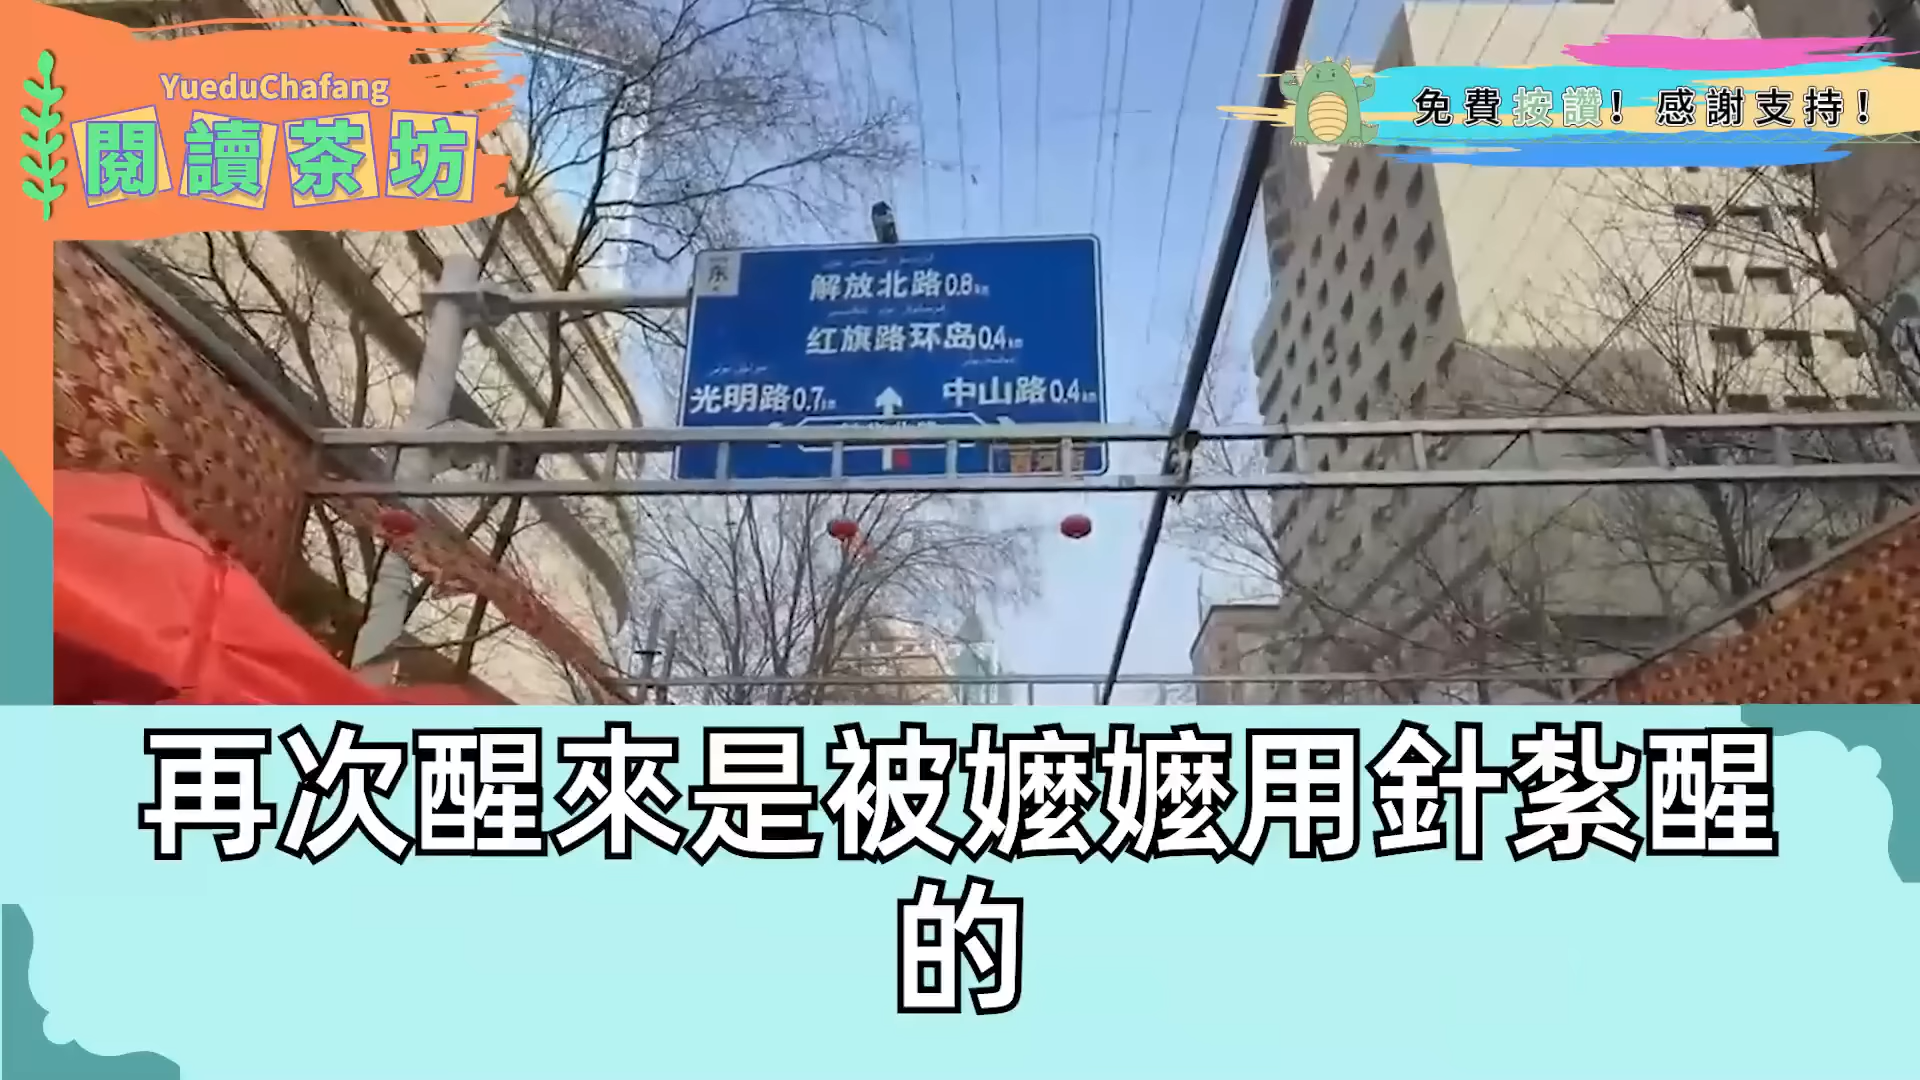 YueduChafang
閱讀茶坊
免費按讚！感謝支持！
东
解放北路0.8km
红旗路环岛0.4km
光明路0.7km
中山路0.4km
再次醒來是被嬤嬤用針紮醒
的